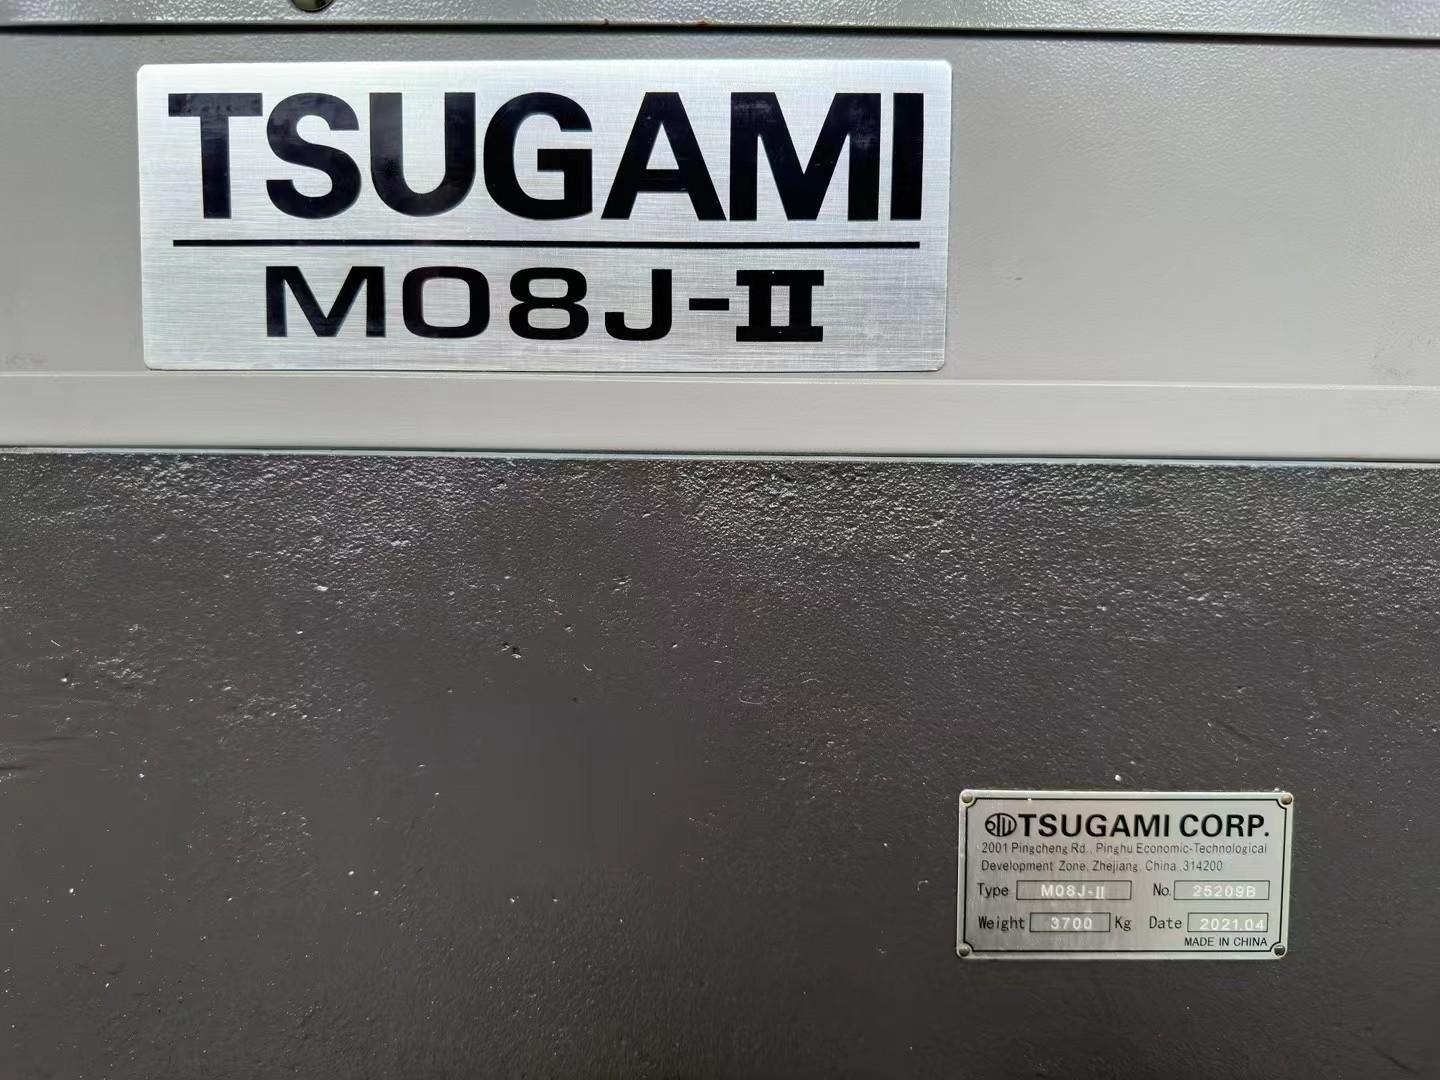 TSUGAMI
M08J-II
TSUGAMI CORP.
2001 Pingcheng Rd., Pinghu Economic-Technological
Development Zone, Zhejiang, China ,314200
Type M08J-II No. 25209B
Weight 3700 Kg Date 2021.04
MADE IN CHINA